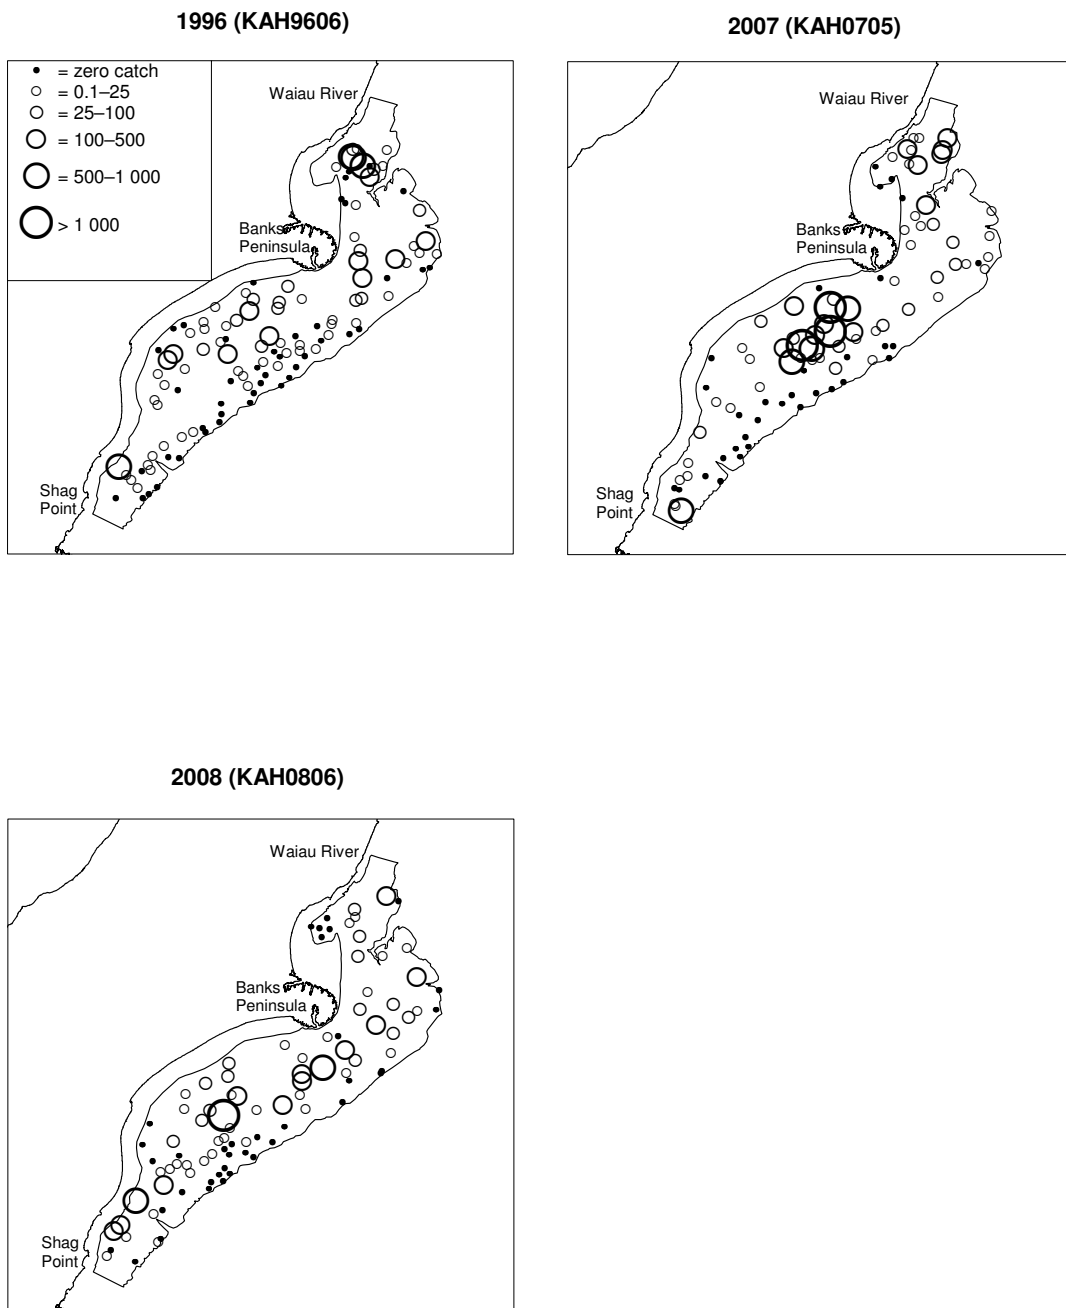 1996 (KAH9606)
= zero catch
= 0.1–25
= 25–100
= 100–500
= 500–1 000
> 1 000
Waiau River
Banks
Peninsula
Shag
Point
2007 (KAH0705)
Waiau River
Banks
Peninsula
Shag
Point
2008 (KAH0806)
Waiau River
Banks
Peninsula
Shag
Point